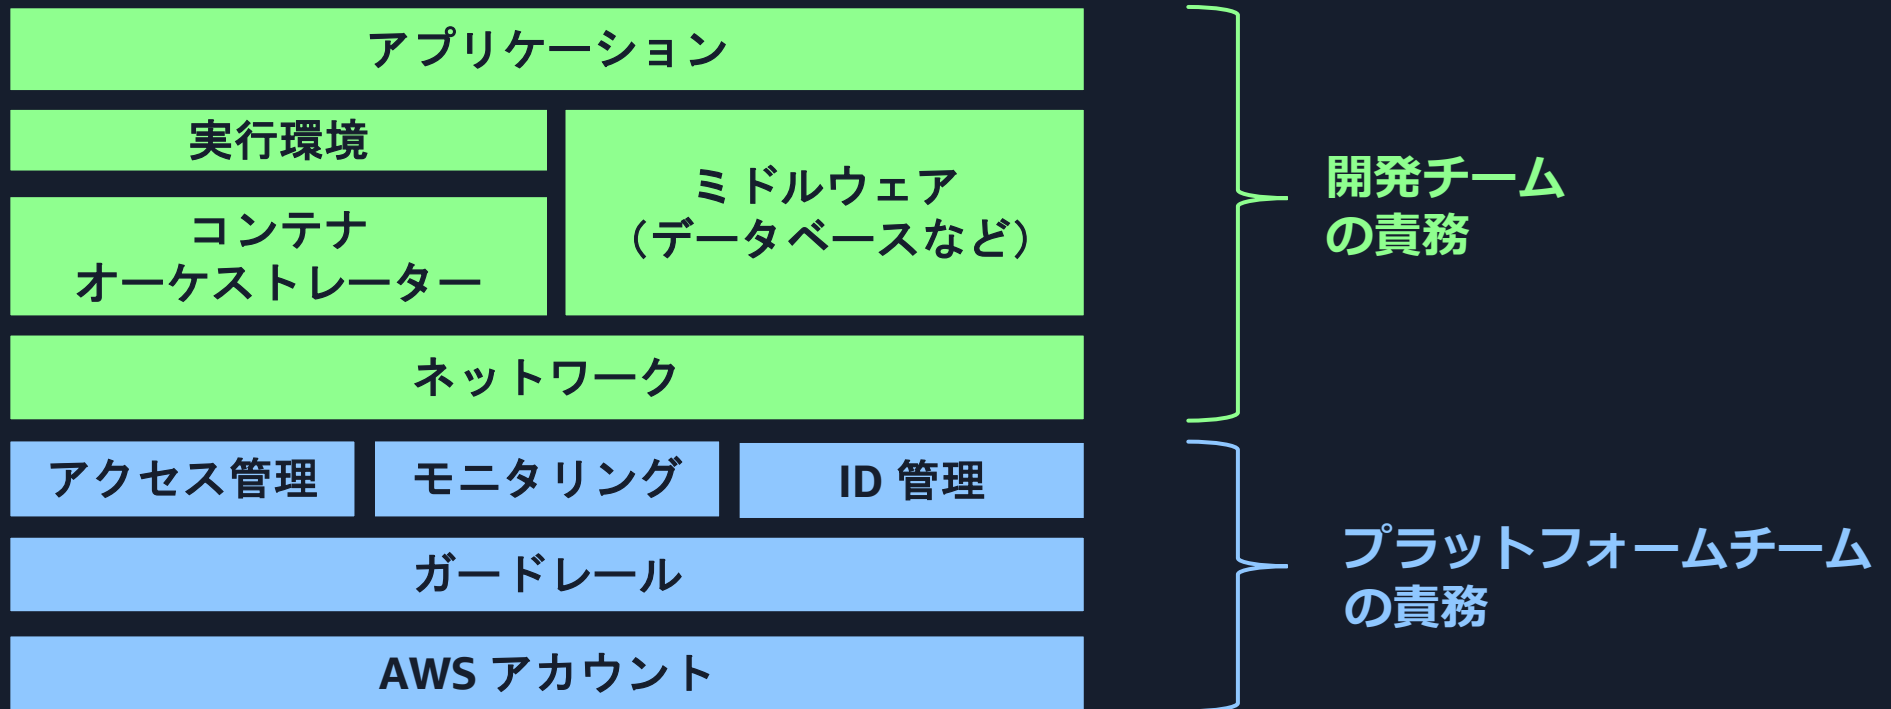 アプリケーション
実行環境
コンテナ
オーケストレーター
ミドルウェア
（データベースなど）
ネットワーク
開発チーム
の責務
アクセス管理
モニタリング
ID 管理
ガードレール
AWS アカウント
プラットフォームチーム
の責務